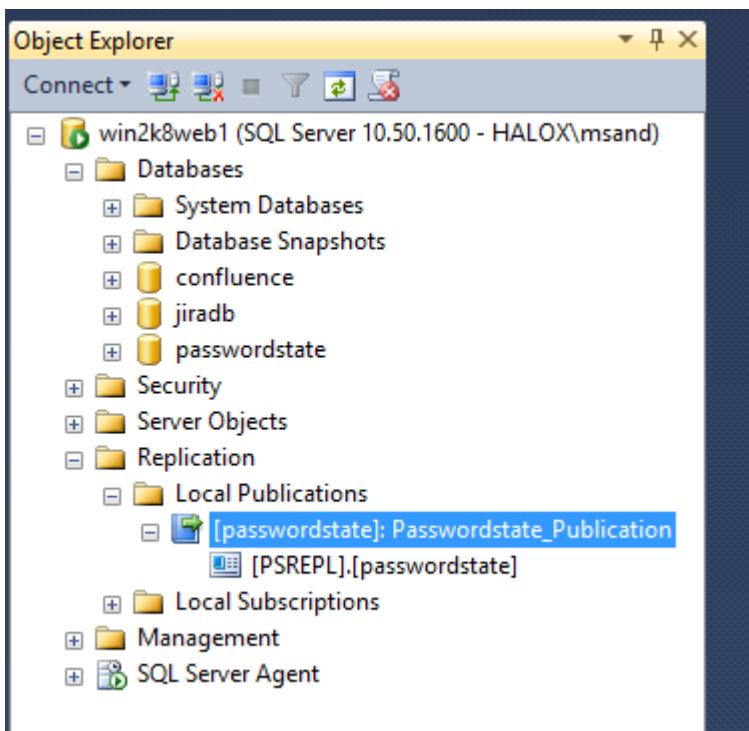 Object Explorer
Connect
win2k8web1 (SQL Server 10.50.1600 - HALOX\msand)
Databases
System Databases
Database Snapshots
confluence
jiradb
passwordstate
Security
Server Objects
Replication
Local Publications
[passwordstate]: Passwordstate_Publication
[PSREPL].[passwordstate]
Local Subscriptions
Management
SQL Server Agent